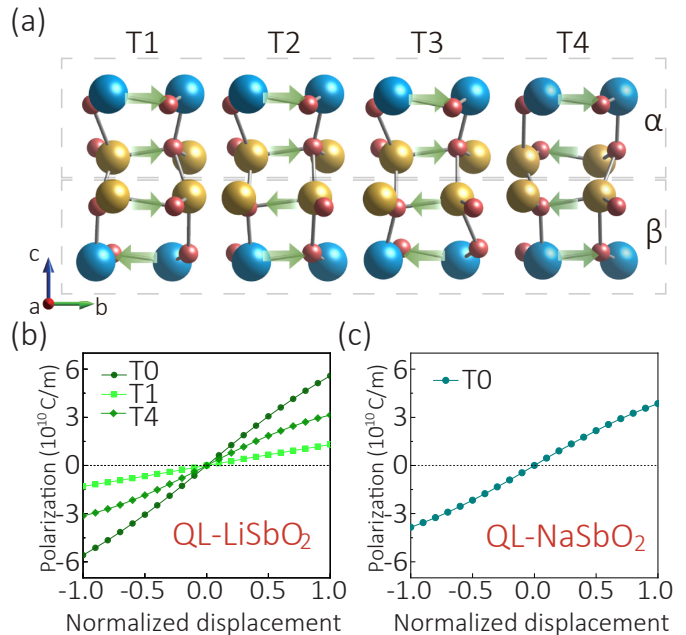 (a)
T1 T2 T3 T4
α
β
c
a b
(b) (c)
Polarization (10¹⁰ C/m)
6
3
0
-3
-6
T0
T1
T4
QL-LiSbO₂
-1.0 -0.5 0.0 0.5 1.0
Normalized displacement
Polarization (10¹⁰ C/m)
6
3
0
-3
-6
T0
QL-NaSbO₂
-1.0 -0.5 0.0 0.5 1.0
Normalized displacement